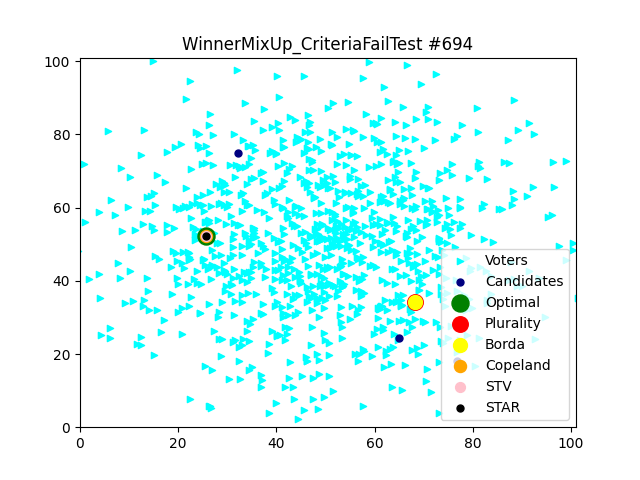 WinnerMixUp_CriteriaFailTest #694
100
80
60
40
20
0
0
20
40
60
80
100
Voters
Candidates
Optimal
Plurality
Borda
Copeland
STV
STAR